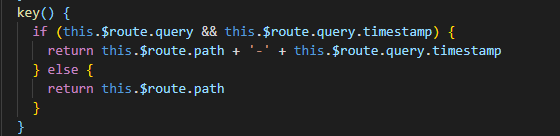 key() {
  if (this.$route.query && this.$route.query.timestamp) {
    return this.$route.path + '-' + this.$route.query.timestamp
  } else {
    return this.$route.path
  }
}